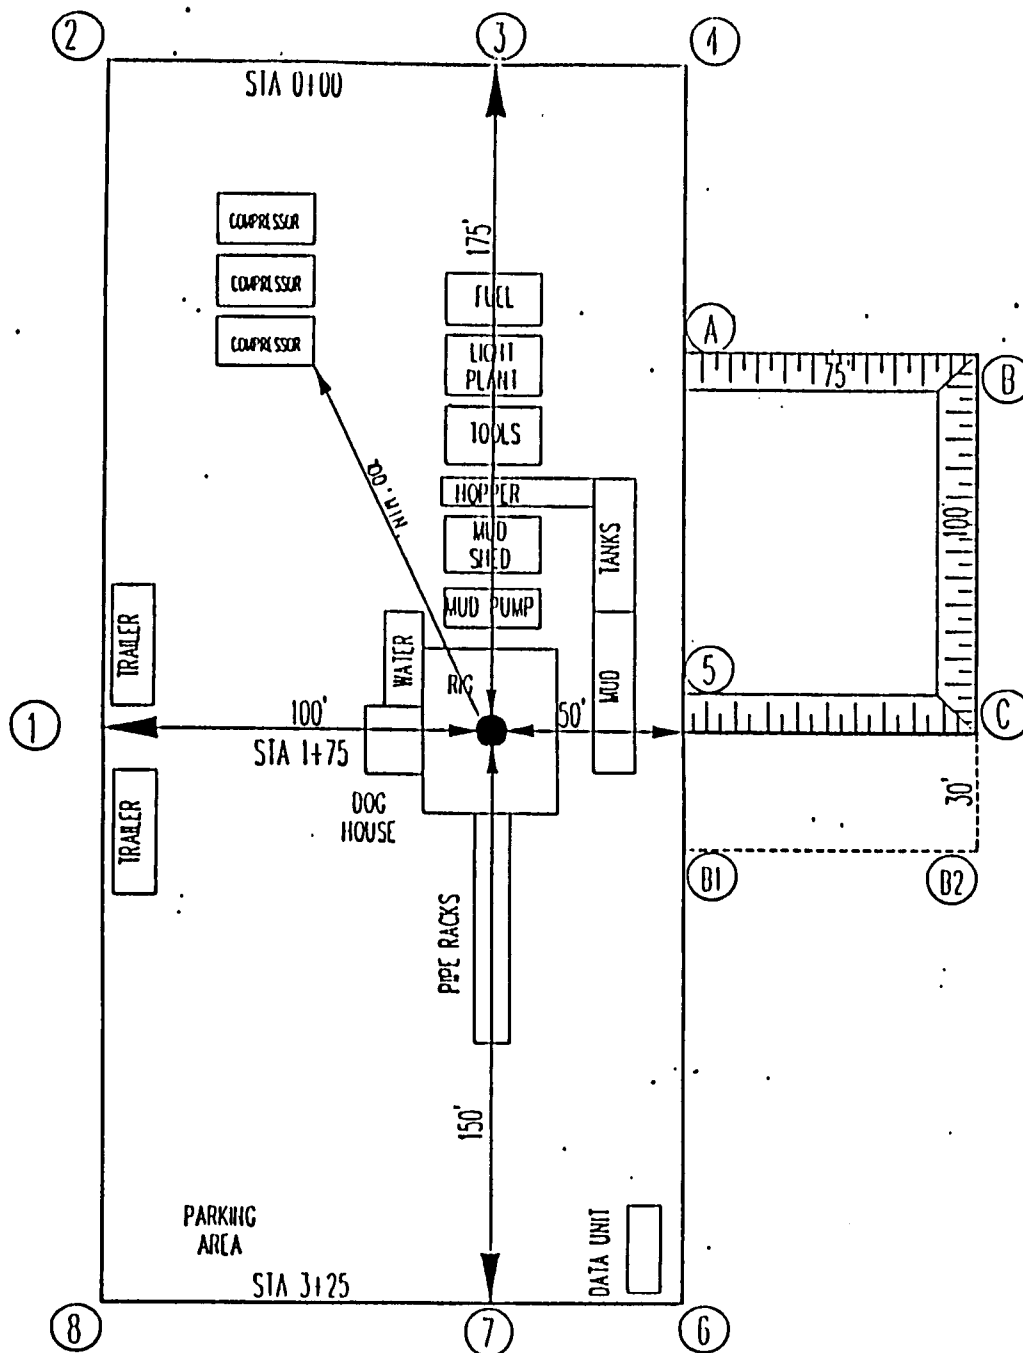 2
3
1
STA 0+00
COMPRESSOR
COMPRESSOR
COMPRESSOR
175'
FUEL
LIGHT
PLANT
TOOLS
HOPPER
MUD
SHED
MUD PUMP
TANKS
MUD
A
75'
B
100'
5
C
30'
B1
B2
MIN.
TRAILER
WATER
RIG
1
100'
50'
STA 1+75
DOG
HOUSE
TRAILER
PIPE RACKS
150'
PARKING
AREA
DATA UNIT
STA 3+25
8
7
6